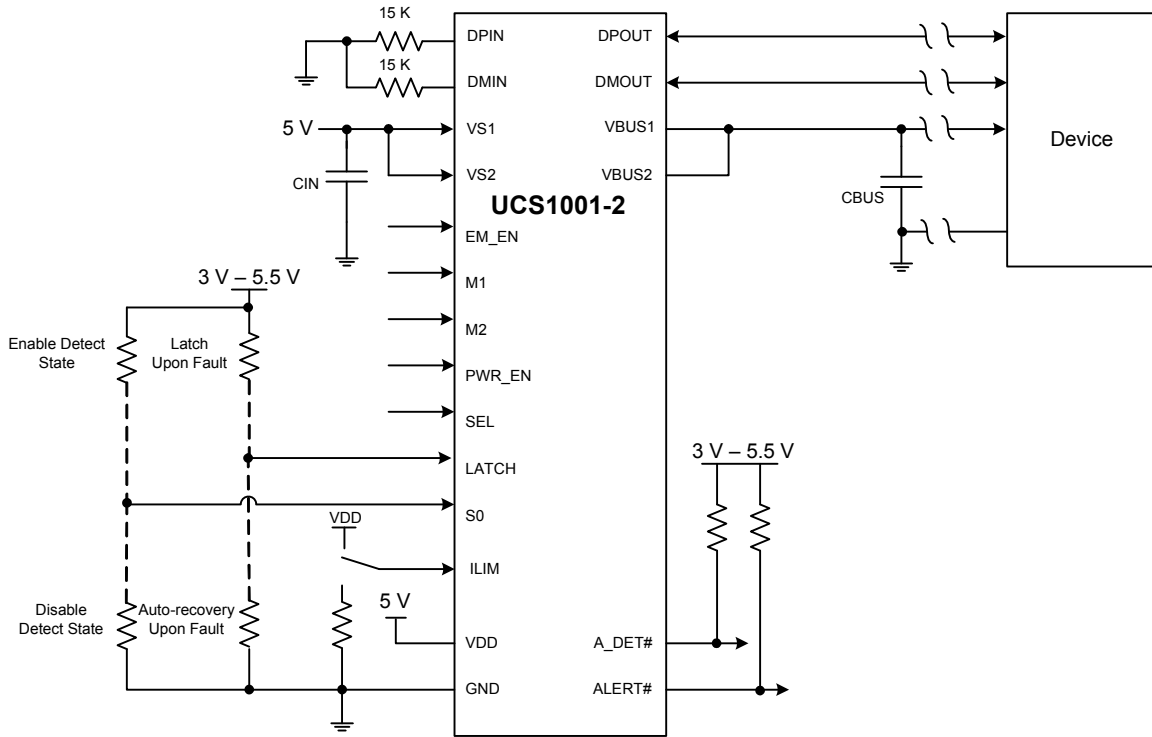 15 K
DPIN
DPOUT
15 K
DMIN
DMOUT
5 V
VS1
VBUS1
Device
CIN
VS2
VBUS2
CBUS
UCS1001-2
EM_EN
3 V – 5.5 V
M1
M2
Enable Detect
State
Latch
Upon Fault
PWR_EN
SEL
LATCH
3 V – 5.5 V
S0
VDD
ILIM
Disable
Detect State
Auto-recovery
Upon Fault
5 V
VDD
A_DET#
GND
ALERT#